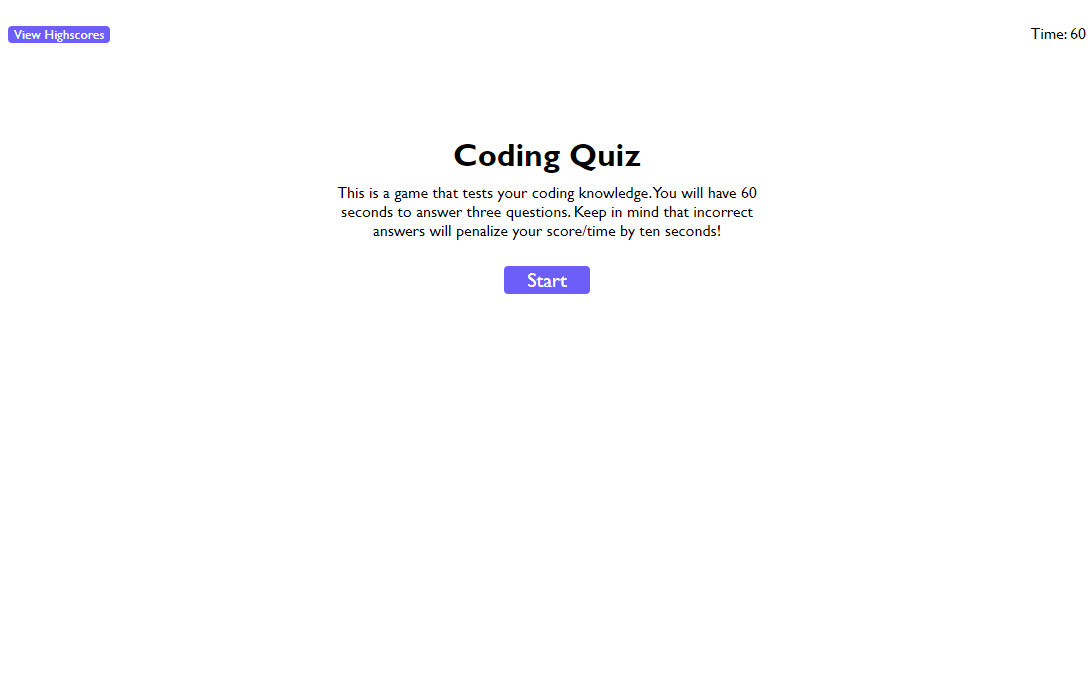 View Highscores
Time: 60
Coding Quiz
This is a game that tests your coding knowledge. You will have 60
seconds to answer three questions. Keep in mind that incorrect
answers will penalize your score/time by ten seconds!
Start